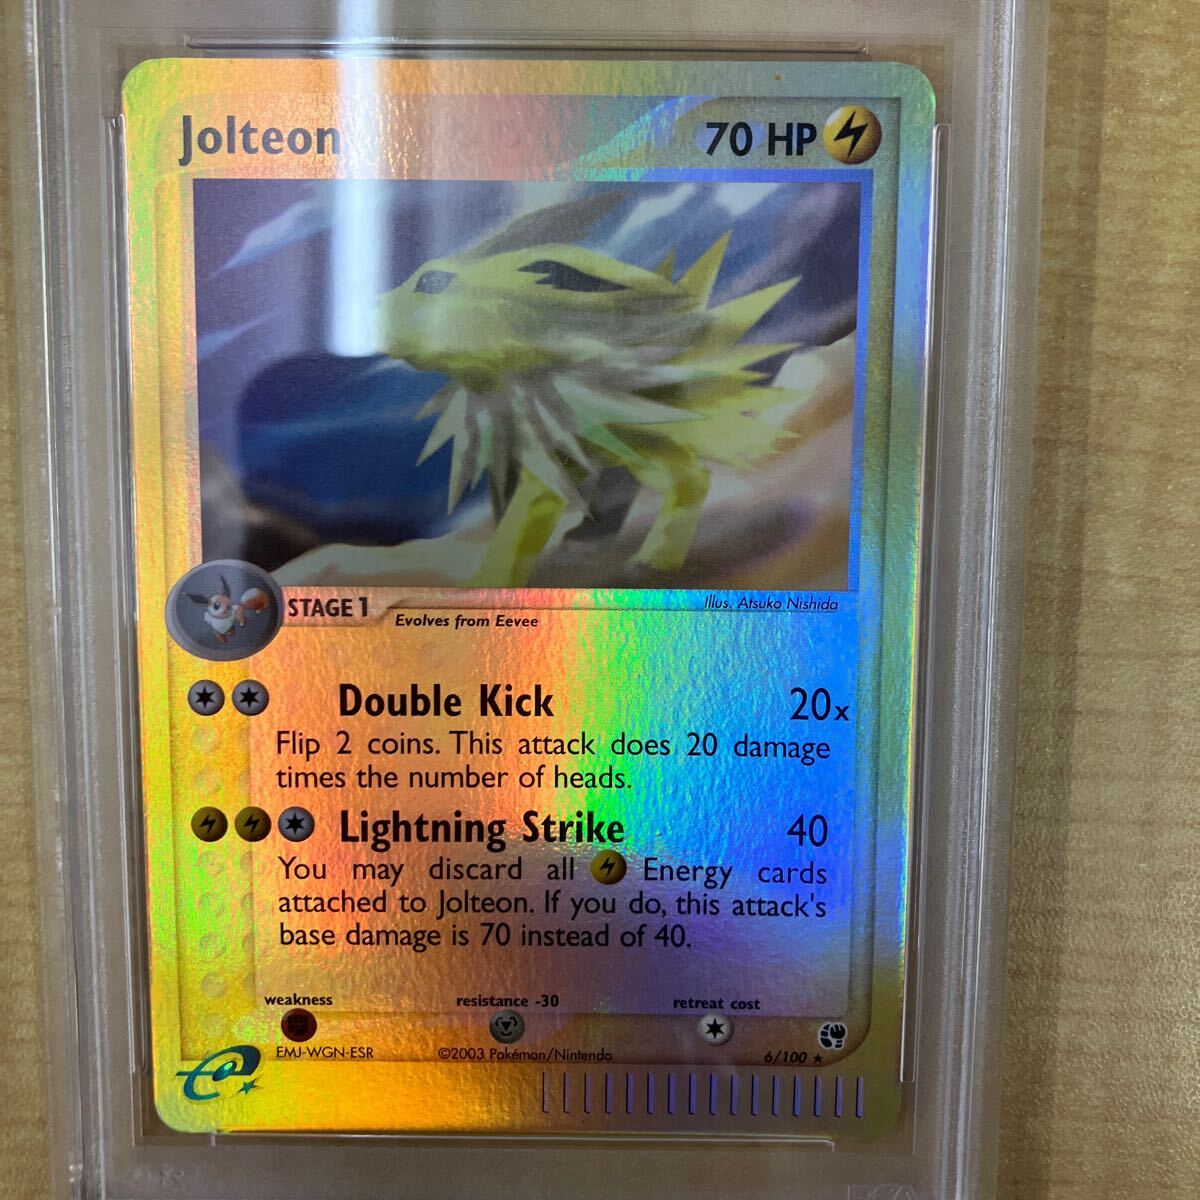 Jolteon
70 HP
STAGE 1
Evolves from Eevee
Illus. Atsuko Nishida
Double Kick 20x
Flip 2 coins. This attack does 20 damage
times the number of heads.
Lightning Strike 40
You may discard all Energy cards
attached to Jolteon. If you do, this attack's
base damage is 70 instead of 40.
weakness resistance -30 retreat cost
EMJ-WGN-ESR ©2003 Pokémon/Nintendo 6/100 ★